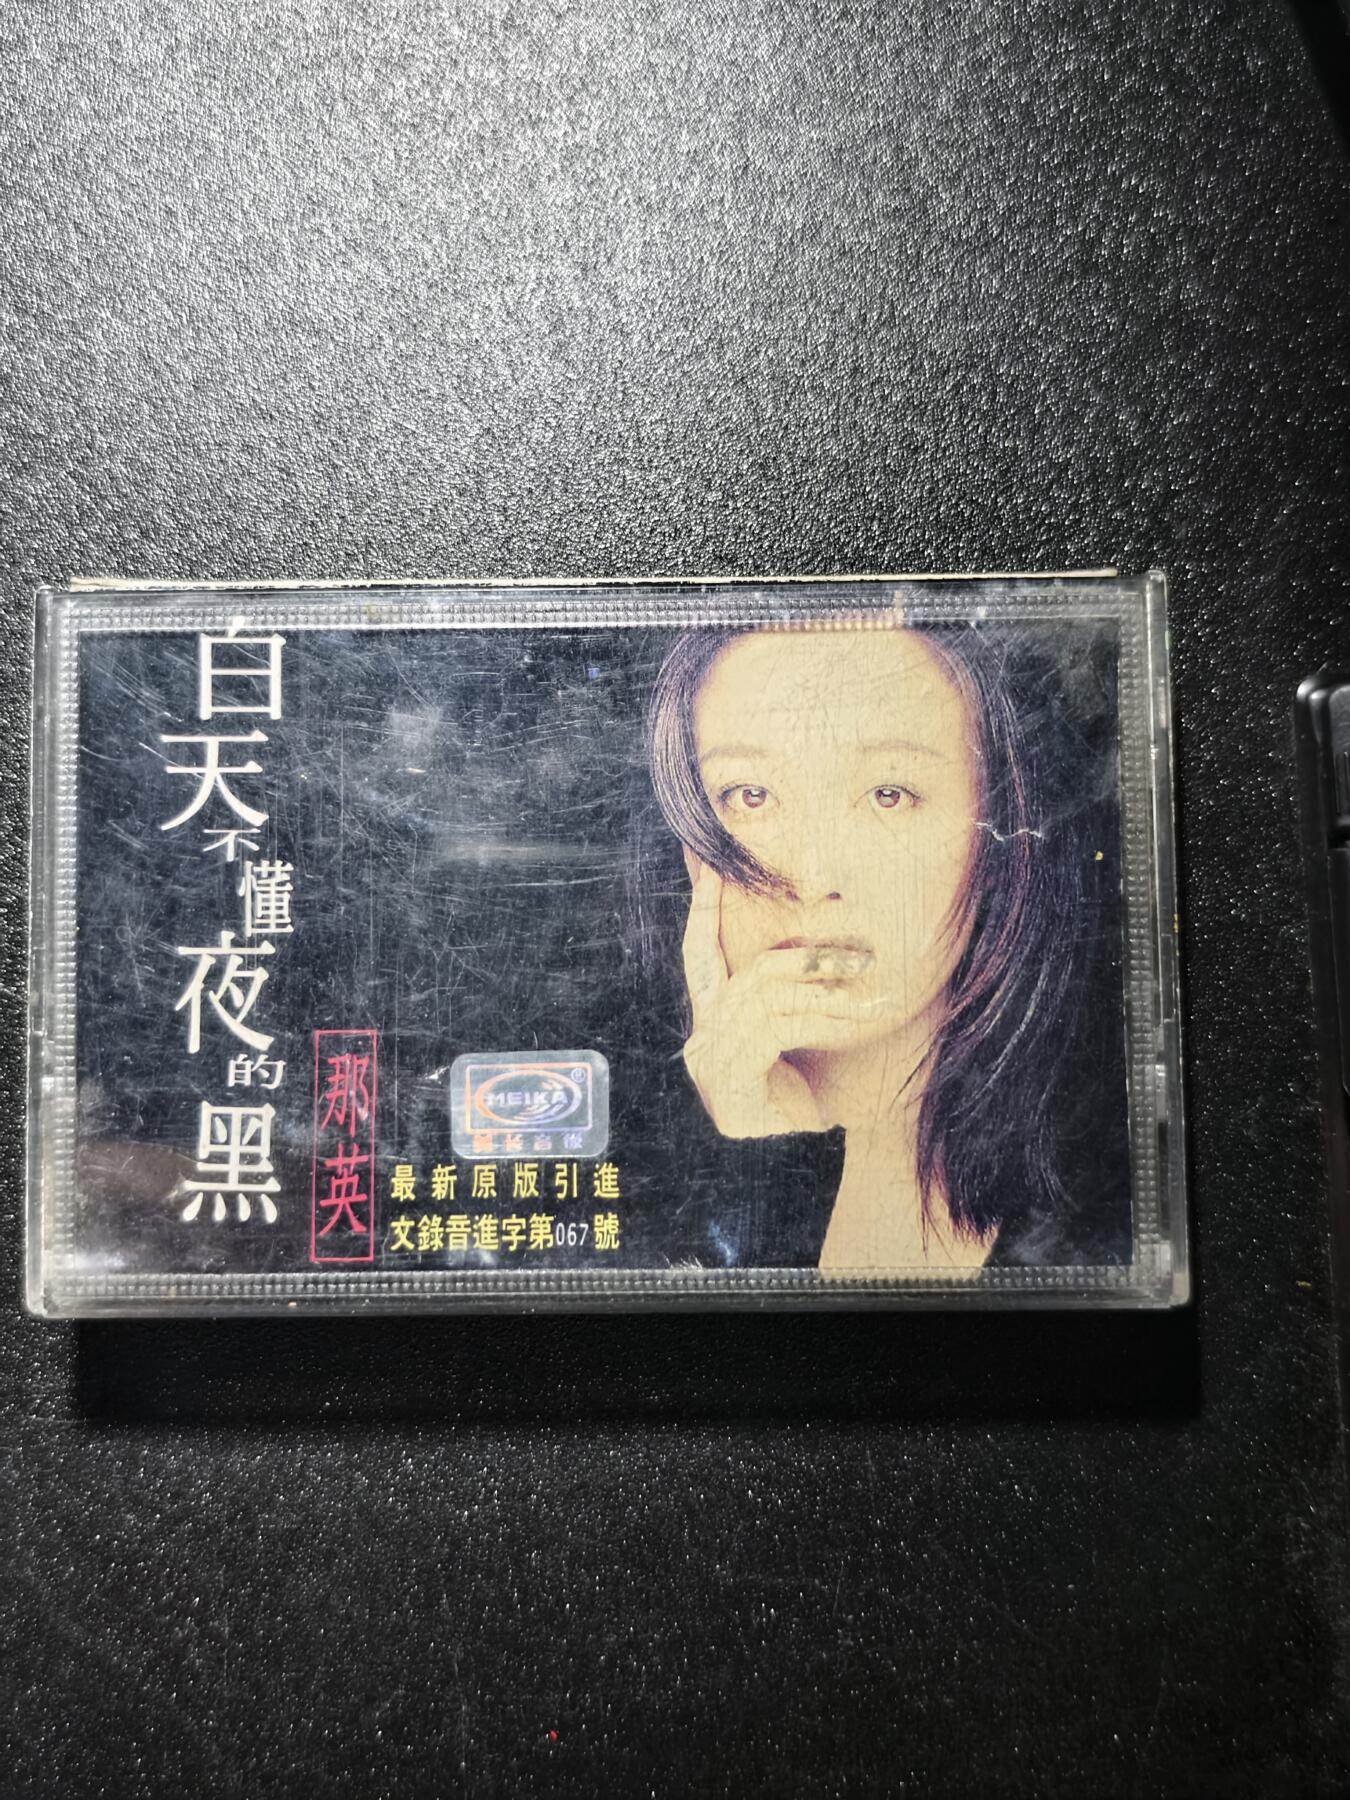 白天不懂夜的黑
那英
MEIKA
最新原版引進
文錄音進字第067號